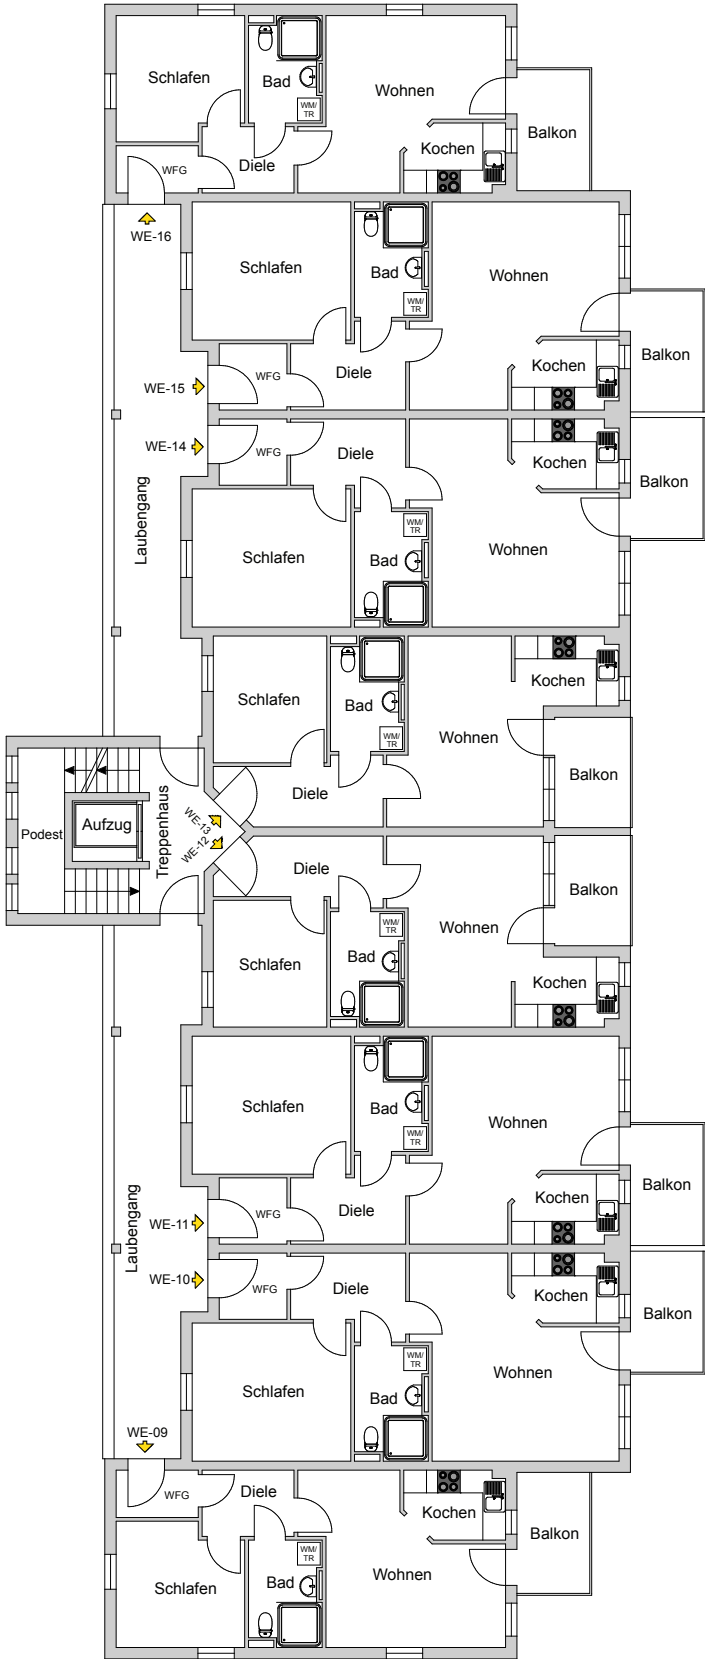 Schlafen
Bad
WM/
TR
Wohnen
Kochen
Balkon
Diele
WFG
WE-16
Schlafen
Bad
WM/
TR
Wohnen
Kochen
Balkon
Diele
WFG
WE-15
WE-14
WFG
Diele
Kochen
Balkon
Laubengang
Schlafen
Bad
WM/
TR
Wohnen
Schlafen
Bad
WM/
TR
Wohnen
Kochen
Balkon
Diele
WE-13
Treppenhaus
Aufzug
Podest
WE-12
Diele
Balkon
Wohnen
WM/
TR
Bad
Schlafen
Kochen
Schlafen
Bad
WM/
TR
Wohnen
Kochen
Balkon
Diele
WFG
WE-11
Laubengang
WE-10
WFG
Diele
Kochen
Balkon
WM/
TR
Wohnen
Schlafen
Bad
WE-09
WFG
Diele
Kochen
Balkon
WM/
TR
Wohnen
Schlafen
Bad